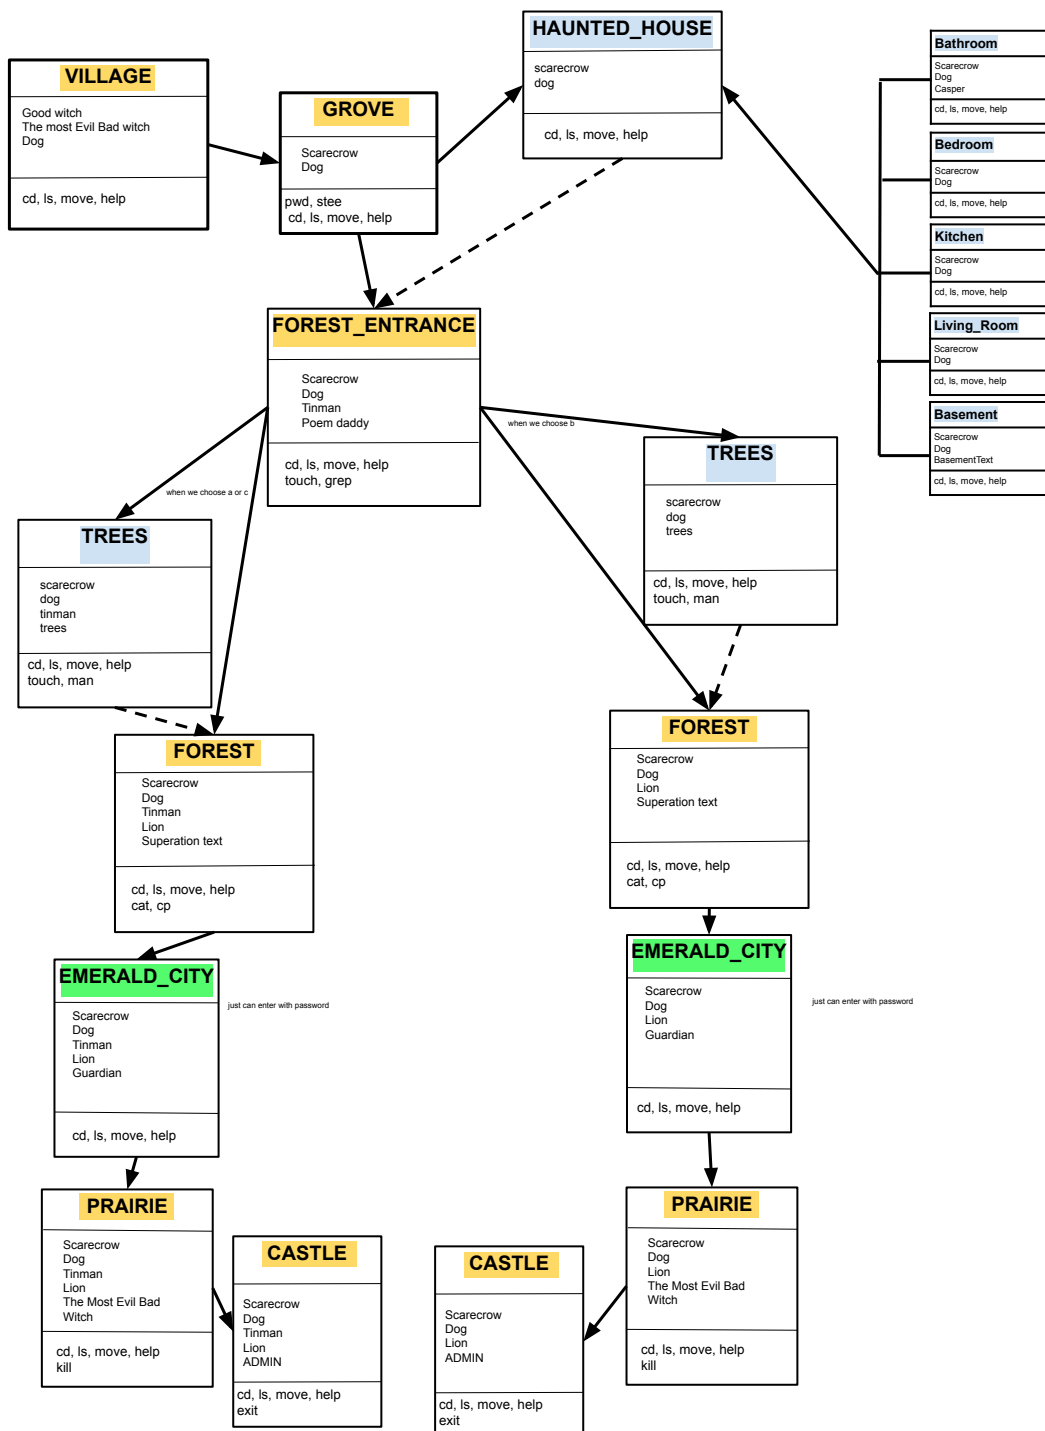 HAUNTED_HOUSE
scarecrow
dog
cd, ls, move, help
Bathroom
Scarecrow
Dog
Casper
cd, ls, move, help
Bedroom
Scarecrow
Dog
cd, ls, move, help
Kitchen
Scarecrow
Dog
cd, ls, move, help
Living_Room
Scarecrow
Dog
cd, ls, move, help
Basement
Scarecrow
Dog
BasementText
cd, ls, move, help
VILLAGE
Good witch
The most Evil Bad witch
Dog
cd, ls, move, help
GROVE
Scarecrow
Dog
pwd, stee
cd, ls, move, help
FOREST_ENTRANCE
Scarecrow
Dog
Tinman
Poem daddy
cd, ls, move, help
touch, grep
when we choose a or c
when we choose b
TREES
scarecrow
dog
tinman
trees
cd, ls, move, help
touch, man
TREES
scarecrow
dog
trees
cd, ls, move, help
touch, man
FOREST
Scarecrow
Dog
Tinman
Lion
Superation text
cd, ls, move, help
cat, cp
FOREST
Scarecrow
Dog
Lion
Superation text
cd, ls, move, help
cat, cp
EMERALD_CITY
Scarecrow
Dog
Tinman
Lion
Guardian
cd, ls, move, help
just can enter with password
EMERALD_CITY
Scarecrow
Dog
Lion
Guardian
cd, ls, move, help
just can enter with password
PRAIRIE
Scarecrow
Dog
Tinman
Lion
The Most Evil Bad
Witch
cd, ls, move, help
kill
CASTLE
Scarecrow
Dog
Tinman
Lion
ADMIN
cd, ls, move, help
exit
CASTLE
Scarecrow
Dog
Lion
ADMIN
cd, ls, move, help
exit
PRAIRIE
Scarecrow
Dog
Lion
The Most Evil Bad
Witch
cd, ls, move, help
kill